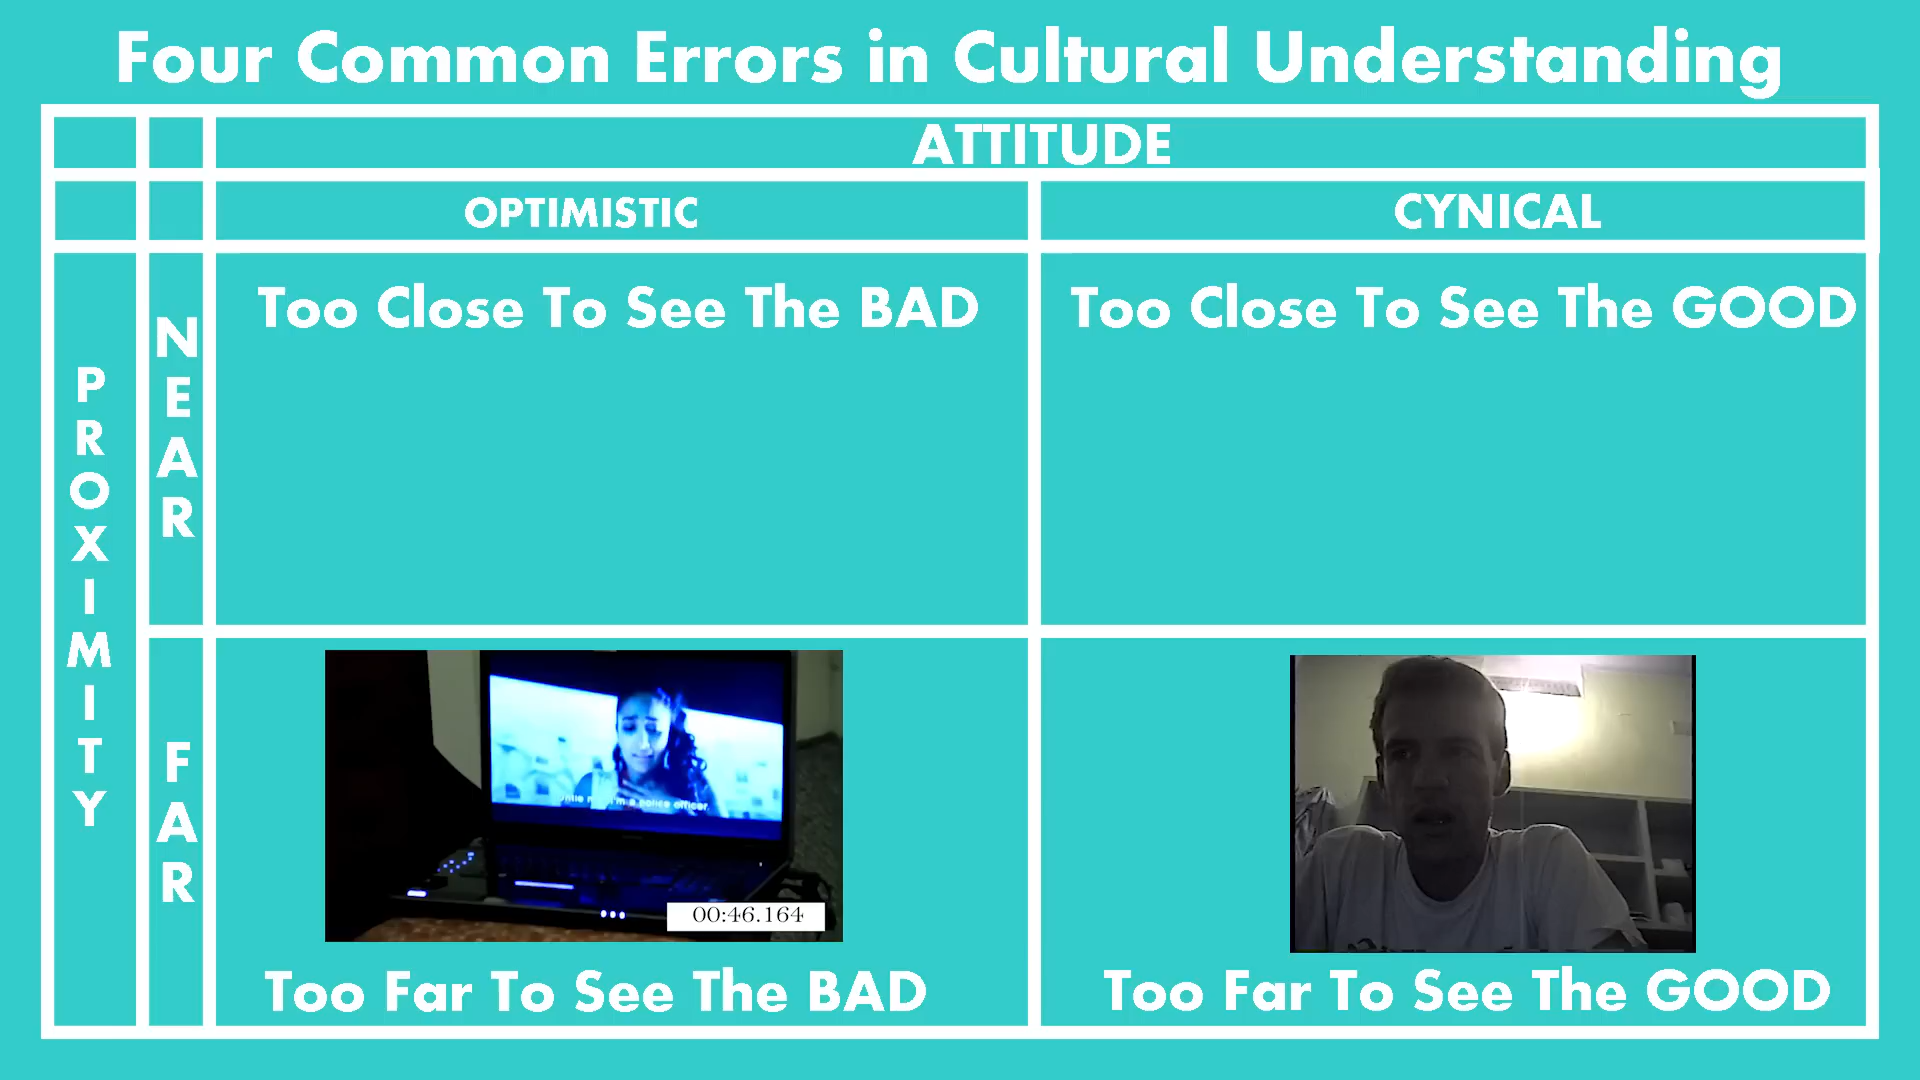 Four Common Errors in Cultural Understanding
ATTITUDE
OPTIMISTIC
CYNICAL
PROXIMITY
NEAR
Too Close To See The BAD
Too Close To See The GOOD
FAR
I'm a police officer.
00:46.164
Too Far To See The BAD
Too Far To See The GOOD